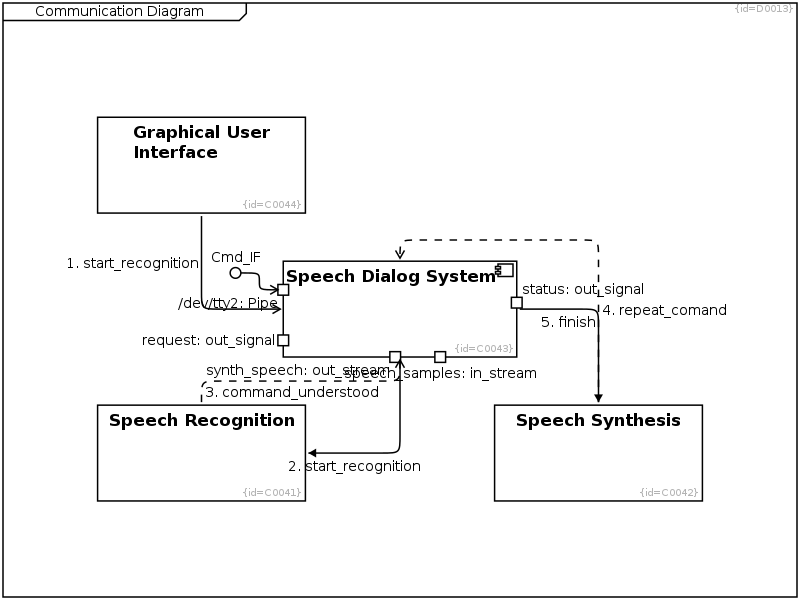 Communication Diagram
{id=D0013}
Graphical User
Interface
{id=C0044}
1. start_recognition
Cmd_IF
Speech Dialog System
/dev/tty2: Pipe
status: out_signal
4. repeat_comand
5. finish
request: out_signal
{id=C0043}
synth_speech: out_stream
speech_samples: in_stream
3. command_understood
Speech Recognition
Speech Synthesis
2. start_recognition
{id=C0041}
{id=C0042}